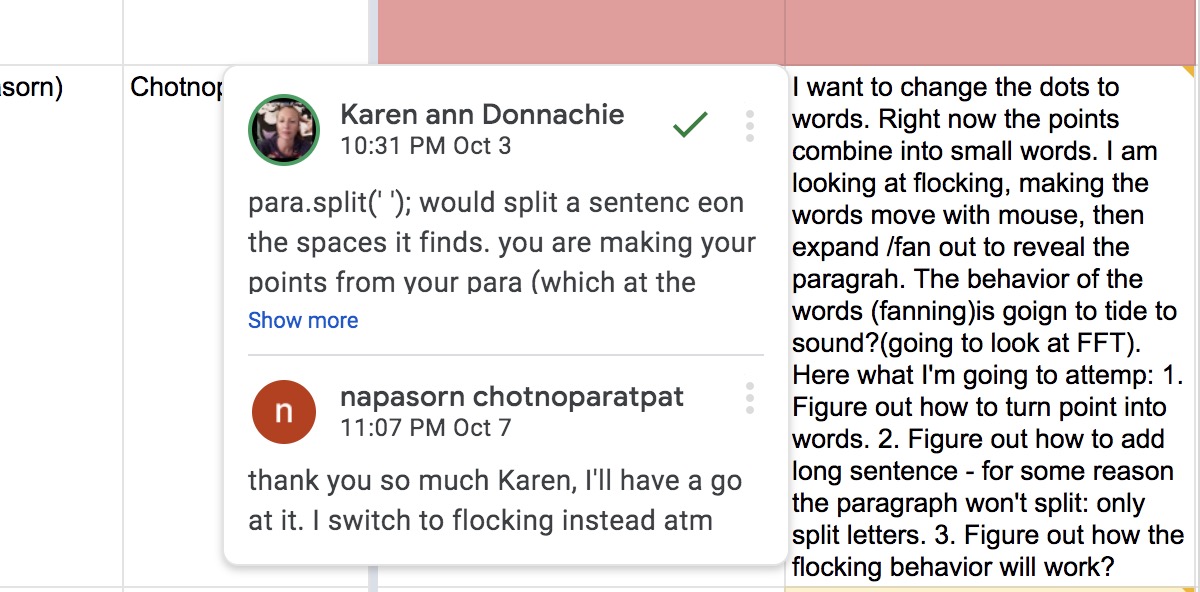 sorn)
Chotnop
Karen ann Donnachie
10:31 PM Oct 3
para.split(' '); would split a sentenc eon
the spaces it finds. you are making your
points from your para (which at the
Show more
n
napasorn chotnoparatpat
11:07 PM Oct 7
thank you so much Karen, I'll have a go
at it. I switch to flocking instead atm
I want to change the dots to
words. Right now the points
combine into small words. I am
looking at flocking, making the
words move with mouse, then
expand /fan out to reveal the
paragrah. The behavior of the
words (fanning)is goign to tide to
sound?(going to look at FFT).
Here what I'm going to attemp: 1.
Figure out how to turn point into
words. 2. Figure out how to add
long sentence - for some reason
the paragraph won't split: only
split letters. 3. Figure out how the
flocking behavior will work?